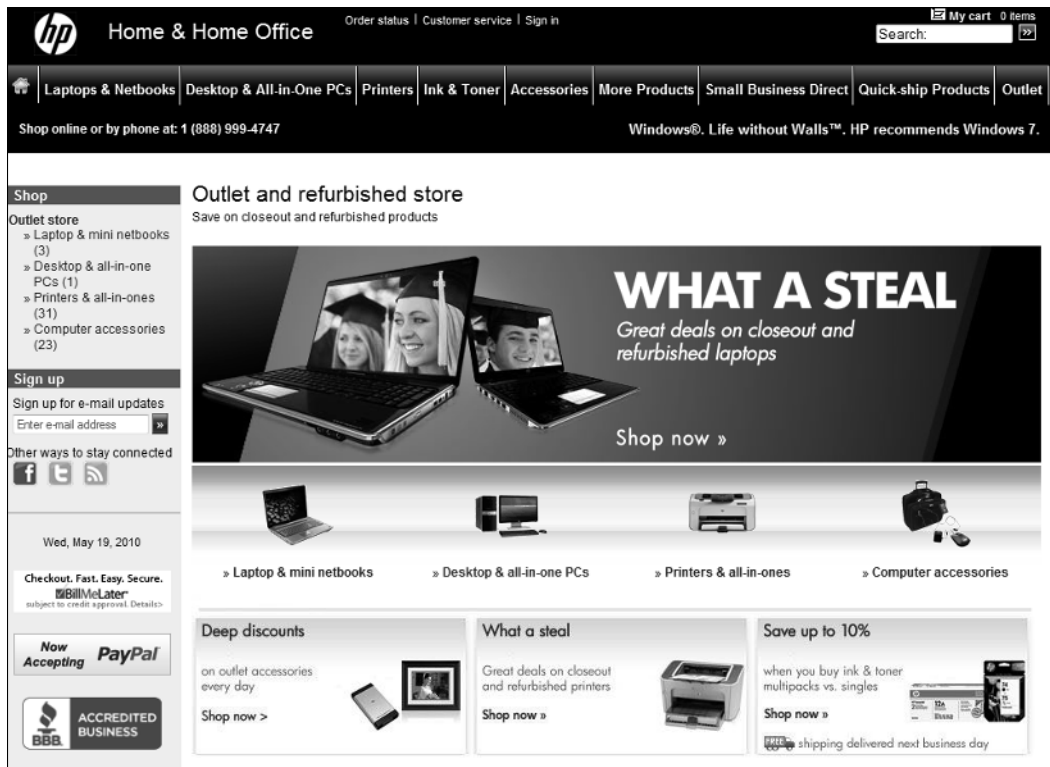 hp
Home & Home Office
Order status | Customer service | Sign in
My cart 0 items
Search:
»
Laptops & Netbooks
Desktop & All-in-One PCs
Printers
Ink & Toner
Accessories
More Products
Small Business Direct
Quick-ship Products
Outlet
Shop online or by phone at: 1 (888) 999-4747
Windows®. Life without Walls™. HP recommends Windows 7.
Shop
Outlet store
» Laptop & mini netbooks
(3)
» Desktop & all-in-one
PCs (1)
» Printers & all-in-ones
(31)
» Computer accessories
(23)
Sign up
Sign up for e-mail updates
Enter e-mail address »
Other ways to stay connected
f t
Wed, May 19, 2010
Checkout. Fast. Easy. Secure.
BillMeLater
subject to credit approval. Details>
Now
Accepting
PayPal
BBB.
ACCREDITED
BUSINESS
Outlet and refurbished store
Save on closeout and refurbished products
WHAT A STEAL
Great deals on closeout and
refurbished laptops
Shop now »
» Laptop & mini netbooks
» Desktop & all-in-one PCs
» Printers & all-in-ones
» Computer accessories
Deep discounts
on outlet accessories
every day
Shop now >
What a steal
Great deals on closeout
and refurbished printers
Shop now »
Save up to 10%
when you buy ink & toner
multipacks vs. singles
Shop now »
FREE shipping delivered next business day